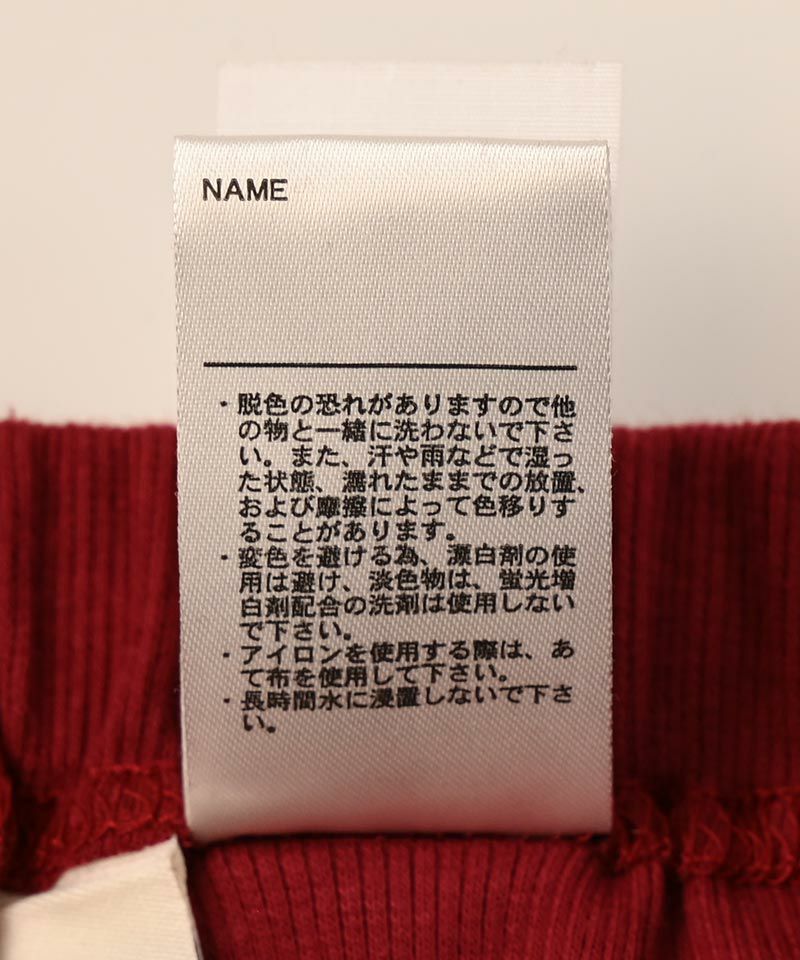 NAME
・脱色の恐れがありますので他
の物と一緒に洗わないで下さ
い。また、汗や雨などで湿っ
た状態、濡れたままでの放置、
および摩擦によって色移りす
ることがあります。
・変色を避ける為、漂白剤の使
用は避け、淡色物は、蛍光増
白剤配合の洗剤は使用しない
で下さい。
・アイロンを使用する際は、あ
て布を使用して下さい。
・長時間水に浸置しないで下さ
い。